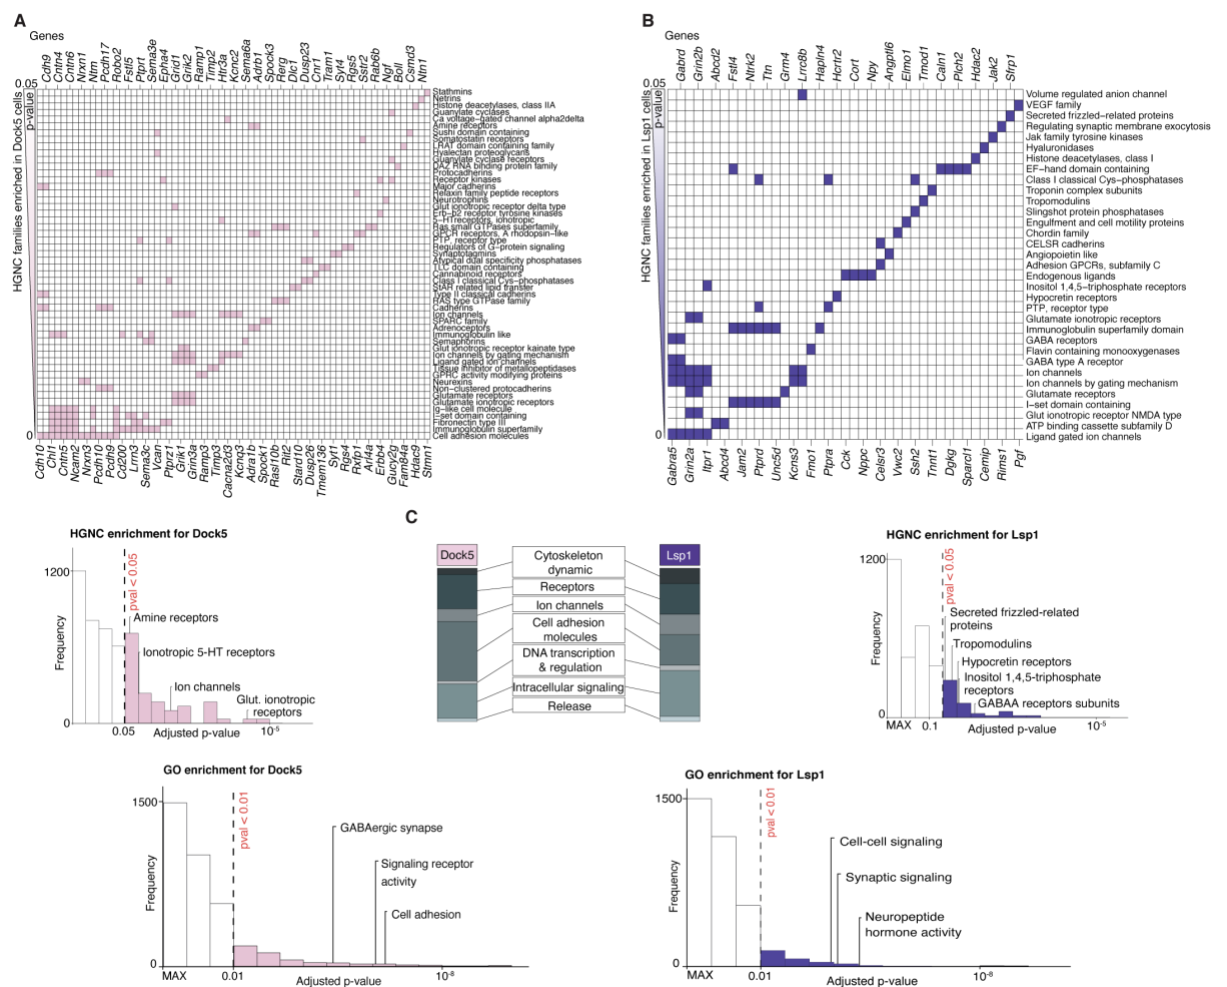 A
Genes
Cdh9
Cntn4
Cntn6
Nxn1
Ntm
Pcdh17
Robo2
Fstl5
Ptprt
Sema3e
Epha4
Grid1
Grik2
Ramp1
Timp2
Htr3a
Kcnc2
Sema6a
Adrb1
Spock3
Rerg
Dlc1
Dusp23
Cnr1
Tram1
Syt4
Rgs5
Sstr2
Rab6b
Ngf
Boll
Csmd3
Ntn1
0.05
p-value
HGNC families enriched in Dock5 cells
0
Stathmins
Netrins
Histone deacetylases, class IIA
Guanylate cyclases
Ca voltage-gated channel alpha2delta
Amine receptors
Sushi domain containing
Somatostatin receptors
LRAT domain containing family
Hyalectan proteoglycans
Guanylate cyclase receptors
DAZ RNA binding protein family
Protocadherins
Receptor kinases
Major cadherins
Relaxin family peptide receptors
Neurotrophins
Glut ionotropic receptor delta type
Erb-b2 receptor tyrosine kinases
5-HTreceptors, ionotropic
Ras small GTPases superfamily
GPCR receptors, A rhodopsin-like
PTP, receptor type
Regulators of G-protein signaling
Synaptotagmins
Atypical dual specificity phosphatases
TLC domain containing
Cannabinoid receptors
Class I classical Cys-phosphatases
StAR related lipid transfer
Type II classical cadherins
RAS type GTPase family
Cadherins
Ion channels
SPARC family
Adrenoceptors
Immunoglobulin like
Semaphorins
Glut ionotropic receptor kainate type
Ion channels by gating mechanism
Ligand gated ion channels
Tissue inhibitor of metallopeptidases
GPRC activity modifying proteins
Neurexins
Non-clustered protocadherins
Glutamate receptors
Glutamate ionotropic receptors
Ig-like cell molecule
I-set domain containing
Fibronectin type III
Immunoglobulin superfamily
Cell adhesion molecules
Cdh10
Chl1
Cntn5
Ncam2
Nxn3
Pcdh10
Pcdh9
Cd200
Lrrn3
Sema3c
Vcan
Ptprz1
Grik1
Grin3a
Ramp3
Timp3
Cacna2d3
Kcnq3
Adra1b
Spock1
Rasl10b
Rit2
Stard10
Dusp26
Tmem136
Syt1
Rgs4
Rxfp1
Arl4a
Erbb4
Gucy2g
Fam84a
Hdac9
Stmn1
B
Genes
Gabrd
Grin2b
Abcd2
Fstl4
Ntrk2
Ttn
Grm4
Lrrc8b
Hapln4
Hcrtr2
Cort
Npy
Angptl6
Elmo1
Tmod1
Caln1
Plch2
Hdac2
Jak2
Sfrp1
0.05
p-value
HGNC families enriched in Lsp1 cells
0
Volume regulated anion channel
VEGF family
Secreted frizzled-related proteins
Regulating synaptic membrane exocytosis
Jak family tyrosine kinases
Hyaluronidases
Histone deacetylases, class I
EF-hand domain containing
Class I classical Cys-phosphatases
Troponin complex subunits
Tropomodulins
Slingshot protein phosphatases
Engulfment and cell motility proteins
Chordin family
CELSR cadherins
Angiopoietin like
Adhesion GPCRs, subfamily C
Endogenous ligands
Inositol 1,4,5-triphosphate receptors
Hypocretin receptors
PTP, receptor type
Glutamate ionotropic receptors
Immunoglobulin superfamily domain
GABA receptors
Flavin containing monooxygenases
GABA type A receptor
Ion channels
Ion channels by gating mechanism
Glutamate receptors
I-set domain containing
Glut ionotropic receptor NMDA type
ATP binding cassette subfamily D
Ligand gated ion channels
Gabra5
Grin2a
Itpr1
Abcd4
Jam2
Ptprd
Unc5d
Kcns3
Fmo1
Ptpra
Cck
Nppc
Celsr3
Vwc2
Ssh2
Tnnt1
Dgkg
Sparcl1
Cemip
Rims1
Pgf
C
HGNC enrichment for Dock5
1200
Frequency
0
pval < 0.05
Amine receptors
Ionotropic 5-HT receptors
Ion channels
Glut. ionotropic
receptors
0.05
Adjusted p-value
10⁻⁵
Dock5
Lsp1
Cytoskeleton
dynamic
Receptors
Ion channels
Cell adhesion
molecules
DNA transcription
& regulation
Intracellular signaling
Release
HGNC enrichment for Lsp1
1200
Frequency
0
pval < 0.05
Secreted frizzled-related
proteins
Tropomodulins
Hypocretin receptors
Inositol 1,4,5-triphosphate
receptors
GABAA receptors subunits
MAX
0.1
Adjusted p-value
10⁻⁵
GO enrichment for Dock5
1500
Frequency
0
pval < 0.01
GABAergic synapse
Signaling receptor
activity
Cell adhesion
MAX
0.01
Adjusted p-value
10⁻⁸
GO enrichment for Lsp1
1500
Frequency
0
pval < 0.01
Cell-cell signaling
Synaptic signaling
Neuropeptide
hormone activity
MAX
0.01
Adjusted p-value
10⁻⁸